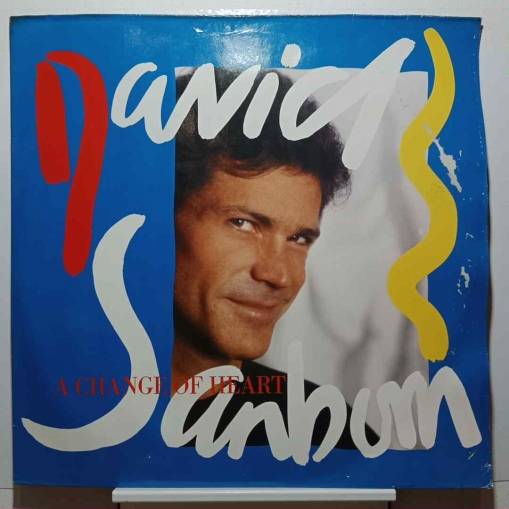 David
Sanborn
A CHANGE OF HEART